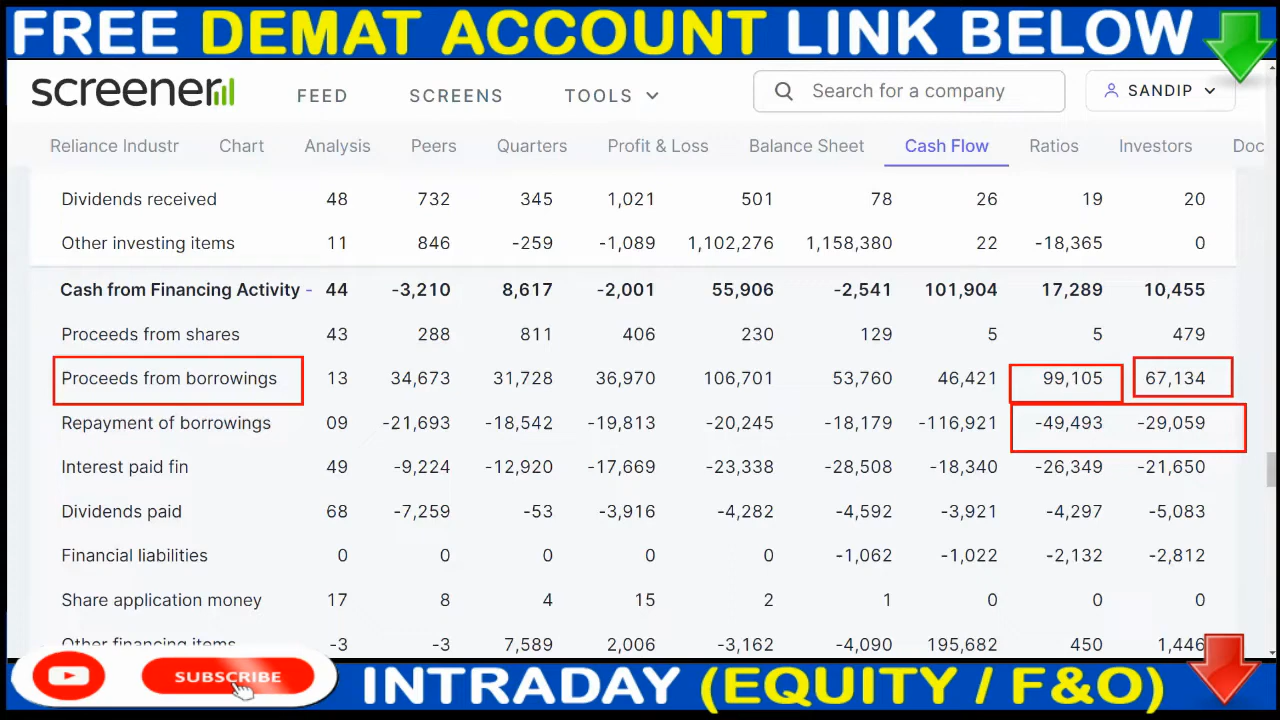 FREE DEMAT ACCOUNT LINK BELOW
screener FEED SCREENS TOOLS Search for a company SANDIP
Reliance Industr Chart Analysis Peers Quarters Profit & Loss Balance Sheet Cash Flow Ratios Investors Doc
Dividends received 48 732 345 1,021 501 78 26 19 20
Other investing items 11 846 -259 -1,089 1,102,276 1,158,380 22 -18,365 0
Cash from Financing Activity - 44 -3,210 8,617 -2,001 55,906 -2,541 101,904 17,289 10,455
Proceeds from shares 43 288 811 406 230 129 5 5 479
Proceeds from borrowings 13 34,673 31,728 36,970 106,701 53,760 46,421 99,105 67,134
Repayment of borrowings 09 -21,693 -18,542 -19,813 -20,245 -18,179 -116,921 -49,493 -29,059
Interest paid fin 49 -9,224 -12,920 -17,669 -23,338 -28,508 -18,340 -26,349 -21,650
Dividends paid 68 -7,259 -53 -3,916 -4,282 -4,592 -3,921 -4,297 -5,083
Financial liabilities 0 0 0 0 0 -1,062 -1,022 -2,132 -2,812
Share application money 17 8 4 15 2 1 0 0 0
Other financing items -3 -3 7,589 2,006 -3,162 -4,090 195,682 450 1,446
SUBSCRIBE INTRADAY (EQUITY / F&O)